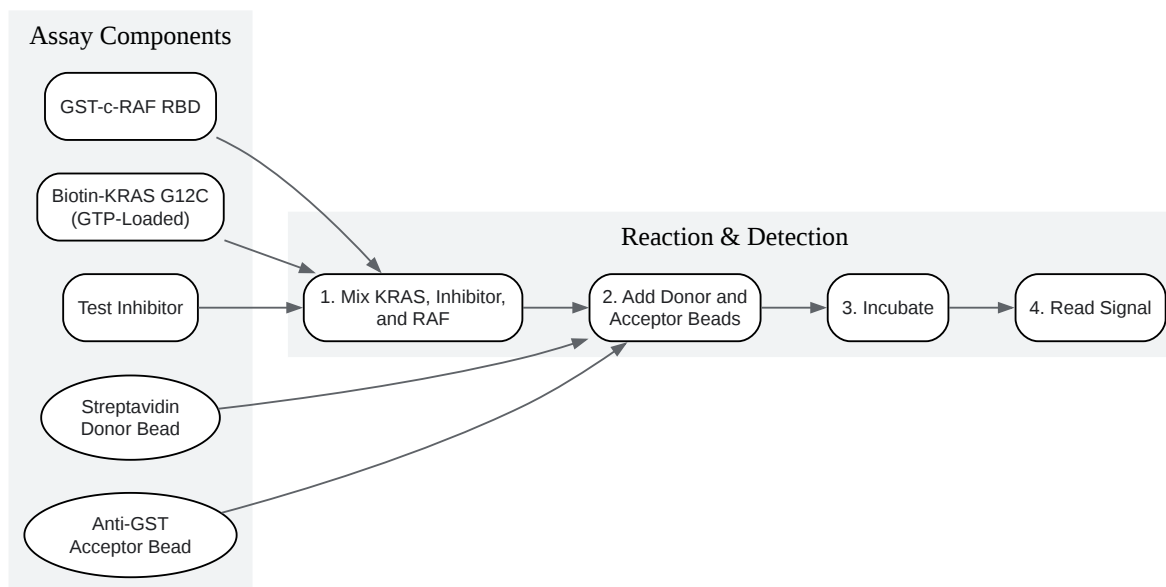 Assay Components
GST-c-RAF RBD
Biotin-KRAS G12C
(GTP-Loaded)
Test Inhibitor
Streptavidin
Donor Bead
Anti-GST
Acceptor Bead
Reaction & Detection
1. Mix KRAS, Inhibitor,
and RAF
2. Add Donor and
Acceptor Beads
3. Incubate
4. Read Signal